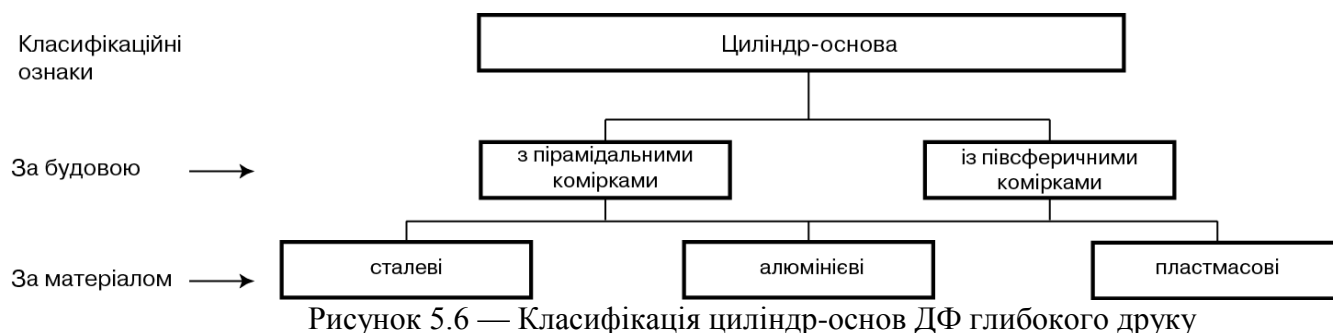 Класифікаційні
ознаки
Циліндр-основа
За будовою
з пірамідальними
комірками
із півсферичними
комірками
За матеріалом
сталеві
алюмінієві
пластмасові
Рисунок 5.6 — Класифікація циліндр-основ ДФ глибокого друку